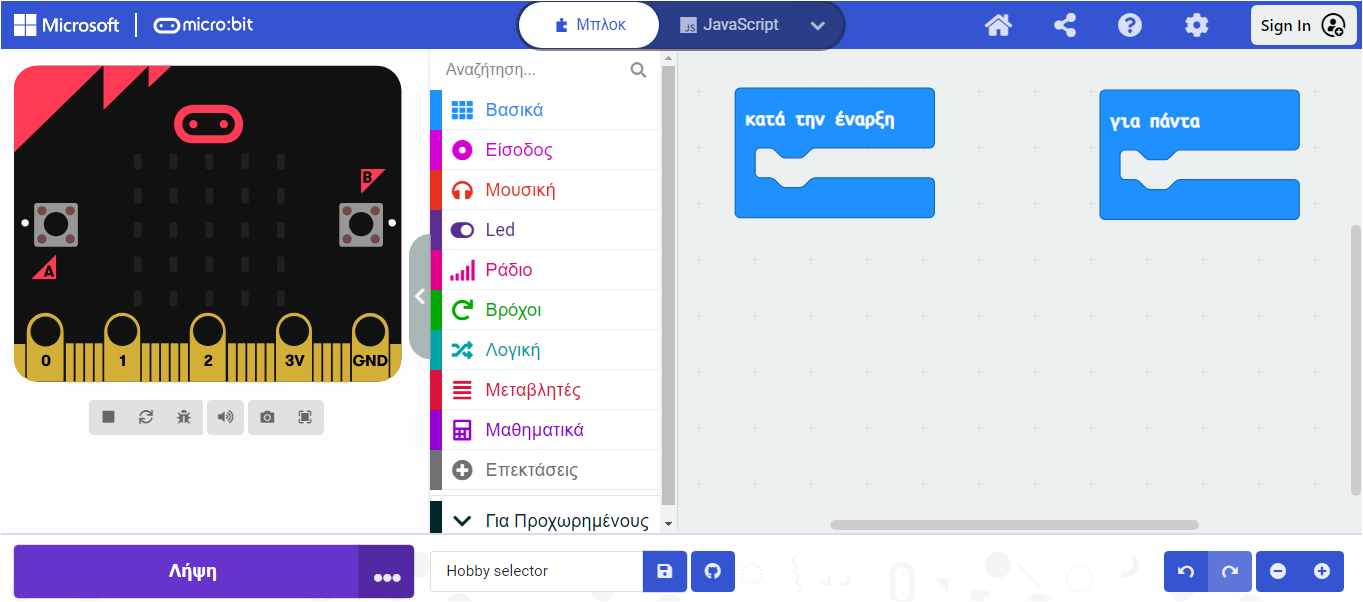 Microsoft
micro:bit
Μπλοκ
JS
JavaScript
Sign In
Αναζήτηση...
Βασικά
Είσοδος
Μουσική
Led
Ράδιο
Βρόχοι
Λογική
Μεταβλητές
Μαθηματικά
Επεκτάσεις
Για Προχωρημένους
κατά την έναρξη
για πάντα
B
A
0 1 2 3V GND
Λήψη
Hobby selector